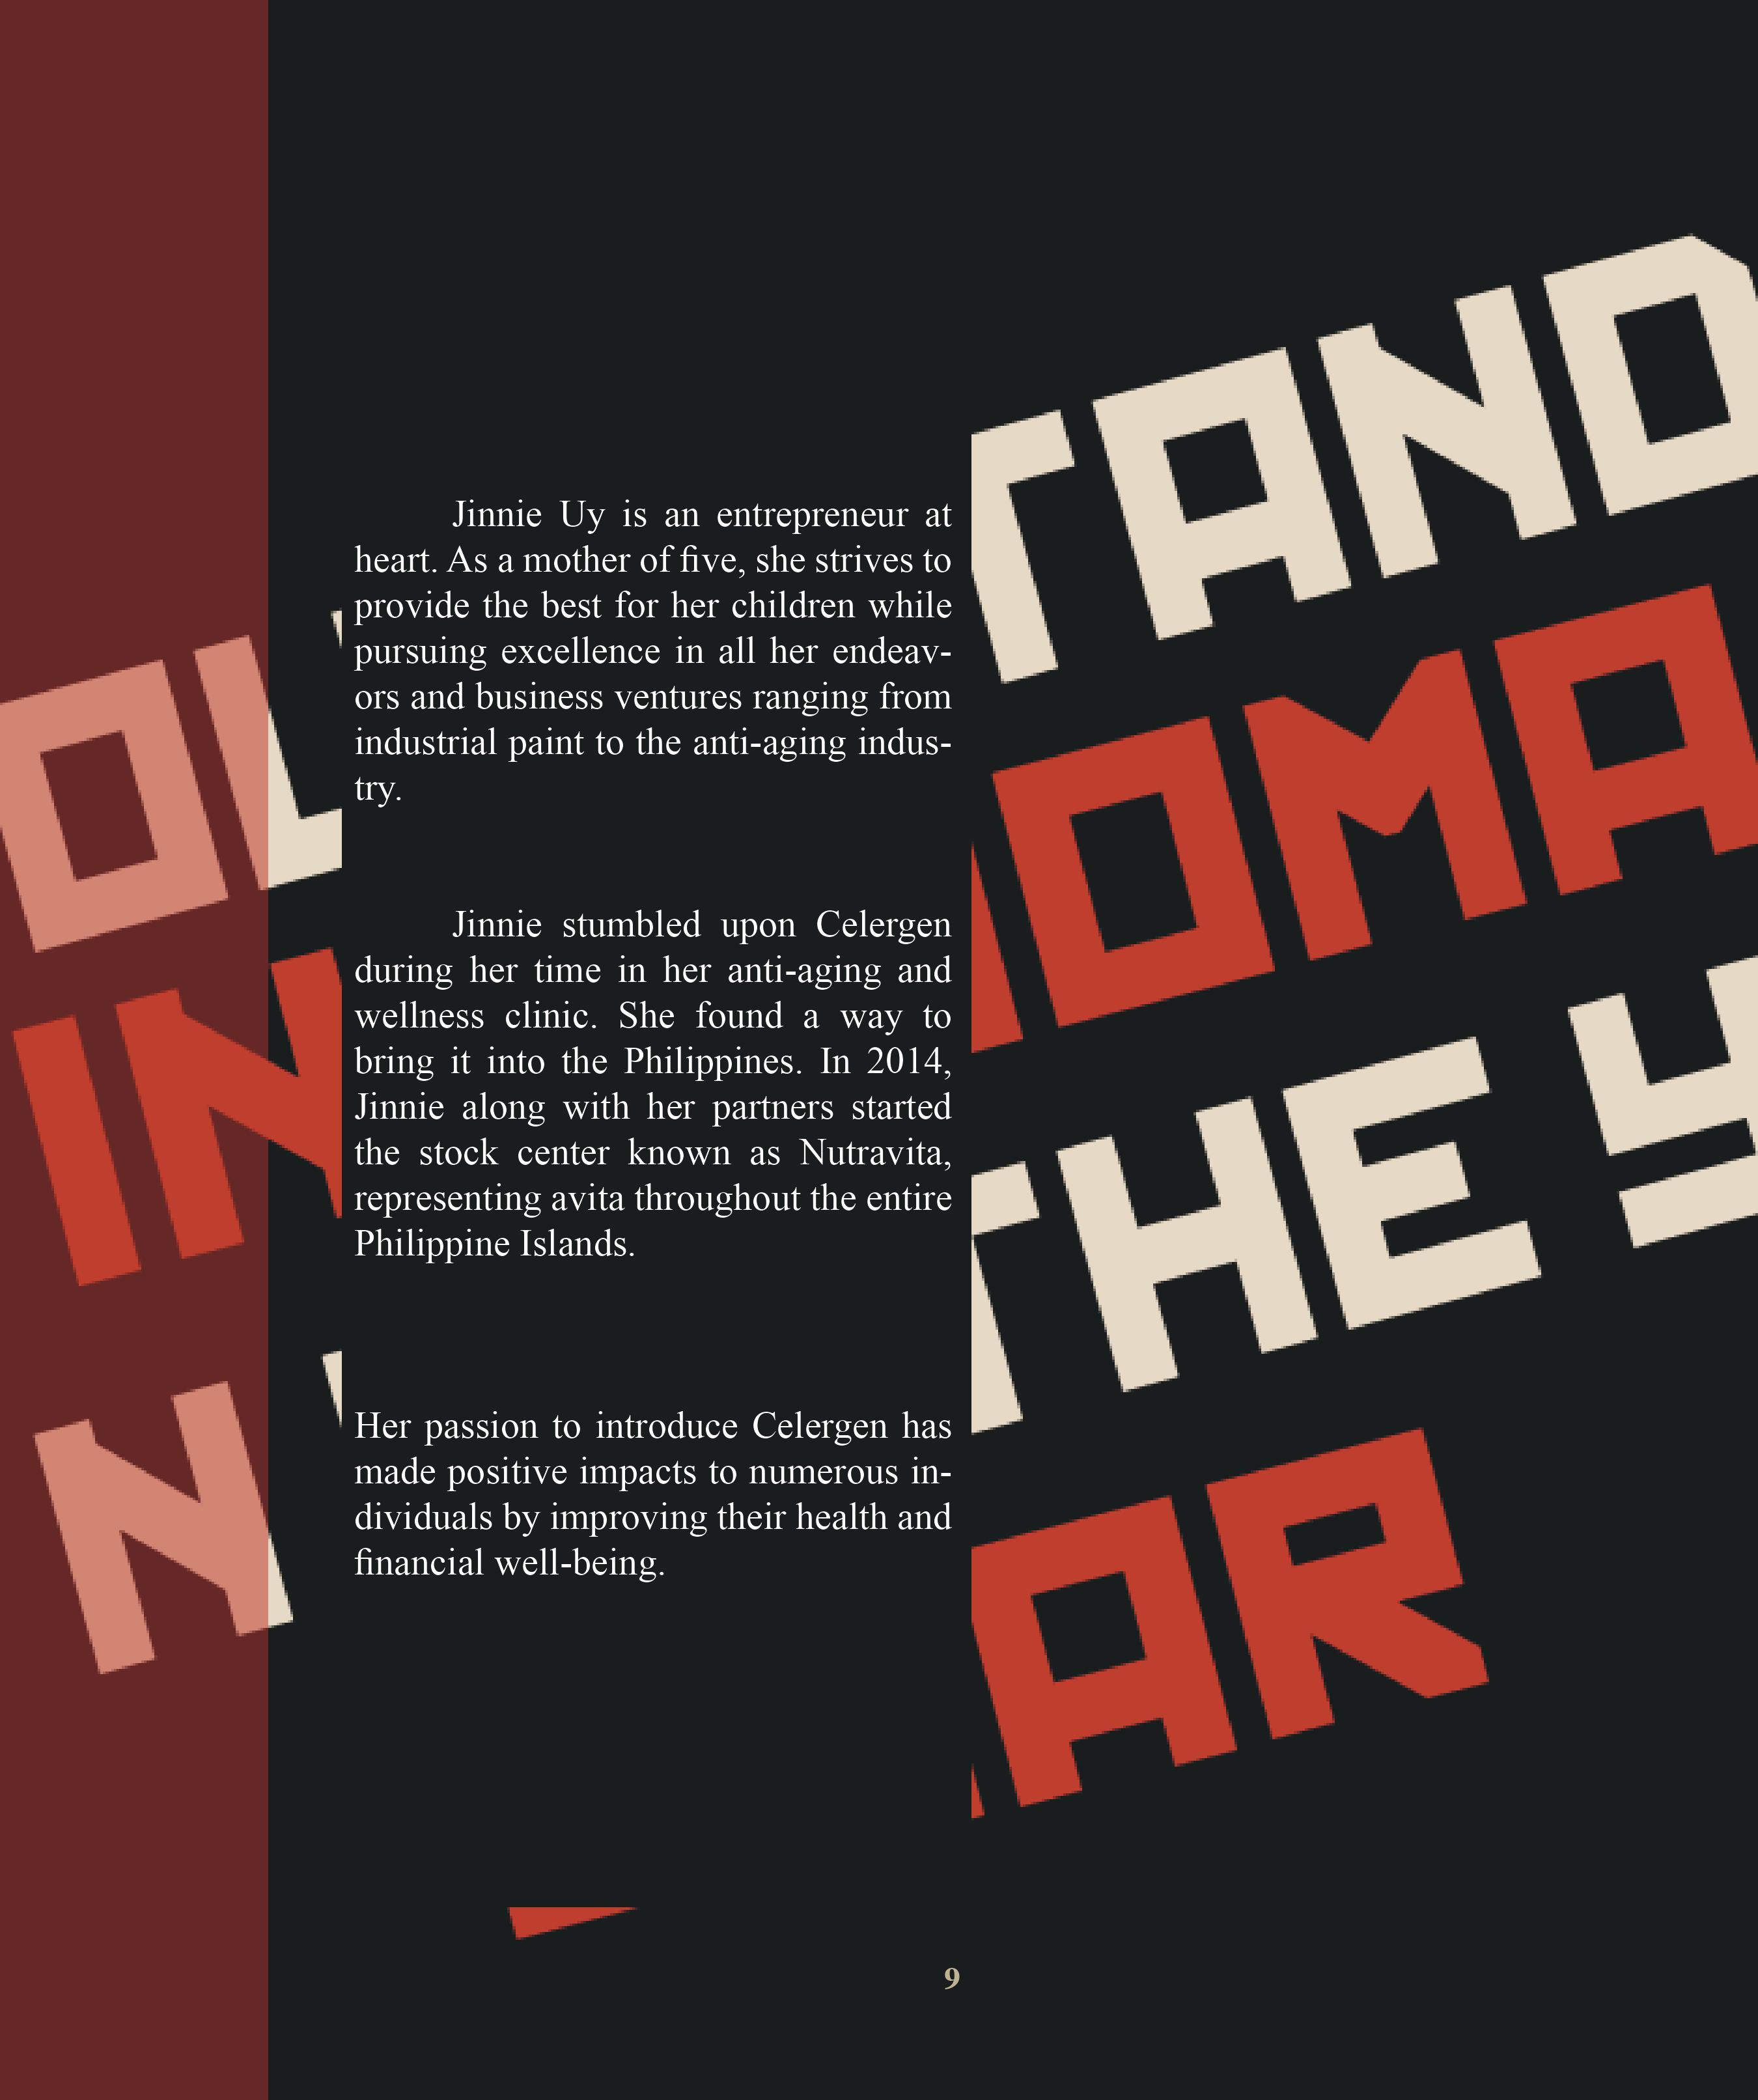 Jinnie Uy is an entrepreneur at
heart. As a mother of five, she strives to
provide the best for her children while
pursuing excellence in all her endeav-
ors and business ventures ranging from
industrial paint to the anti-aging indus-
try.
Jinnie stumbled upon Celergen
during her time in her anti-aging and
wellness clinic. She found a way to
bring it into the Philippines. In 2014,
Jinnie along with her partners started
the stock center known as Nutravita,
representing avita throughout the entire
Philippine Islands.
Her passion to introduce Celergen has
made positive impacts to numerous in-
dividuals by improving their health and
financial well-being.
TAND
OMA
THE Y
AR
OL
IN
N
9